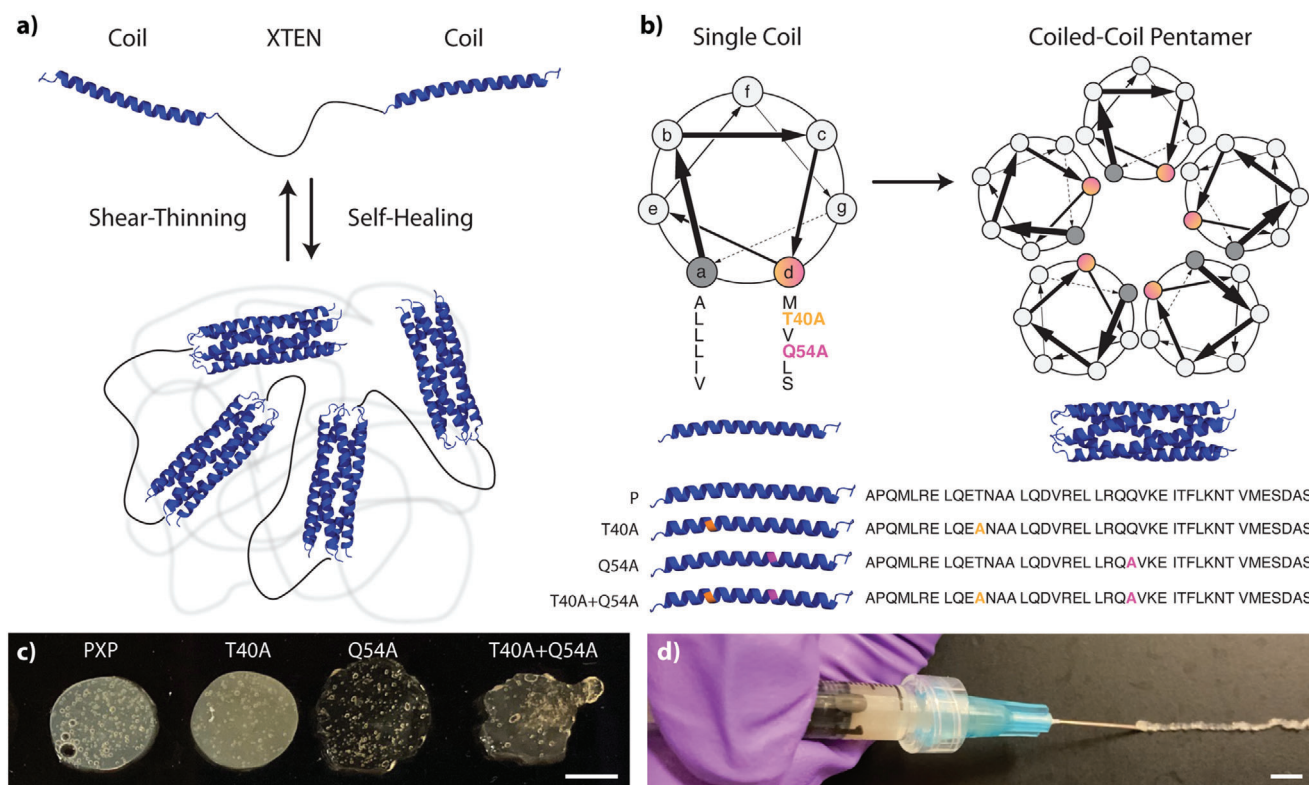 a)
Coil XTEN Coil
Shear-Thinning Self-Healing
b)
Single Coil Coiled-Coil Pentamer
f
b c
e g
a d
A M
L T40A
L V
L Q54A
I L
V S
P APQMLRE LQETNAA LQDVREL LRQQVKE ITFLKNT VMESDAS
T40A APQMLRE LQEANAA LQDVREL LRQQVKE ITFLKNT VMESDAS
Q54A APQMLRE LQETNAA LQDVREL LRQAVKE ITFLKNT VMESDAS
T40A+Q54A APQMLRE LQEANAA LQDVREL LRQAVKE ITFLKNT VMESDAS
c) PXP T40A Q54A T40A+Q54A
d)